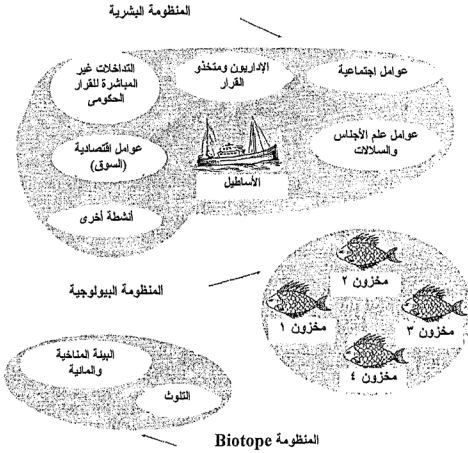 المنظومة البشرية
التداخلات غير
المباشرة للقرار
الحكومى
الإداريون ومتخذو
القرار
عوامل اجتماعية
عوامل اقتصادية
(السوق)
الأساطيل
عوامل علم الأجناس
والسلالات
أنشطة أخرى
المنظومة البيولوجية
مخزون ٢
مخزون ١
مخزون ٣
مخزون ٤
البيئة المناخية
والمائية
التلوث
المنظومة Biotope